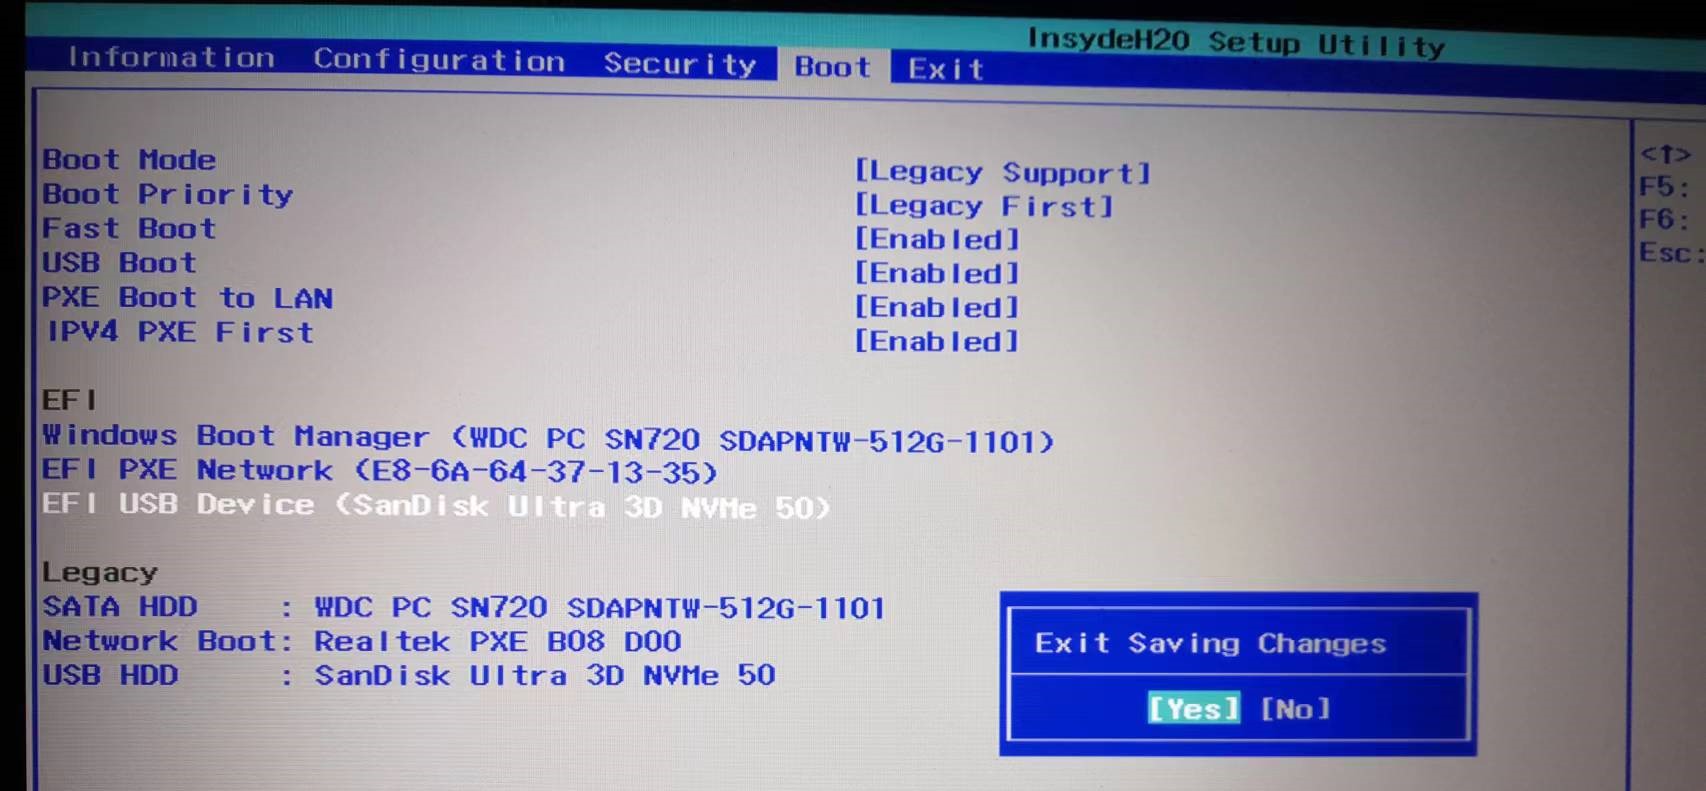 InsydeH20 Setup Utility
Information Configuration Security Boot Exit
Boot Mode [Legacy Support]
Boot Priority [Legacy First]
Fast Boot [Enabled]
USB Boot [Enabled]
PXE Boot to LAN [Enabled]
IPV4 PXE First [Enabled]
EFI
Windows Boot Manager (WDC PC SN720 SDAPNTW-512G-1101)
EFI PXE Network (E8-6A-64-37-13-35)
EFI USB Device (SanDisk Ultra 3D NVMe 50)
Legacy
SATA HDD : WDC PC SN720 SDAPNTW-512G-1101
Network Boot: Realtek PXE B08 D00
USB HDD : SanDisk Ultra 3D NVMe 50
Exit Saving Changes
[Yes] [No]
<↑>
F5:
F6:
Esc: